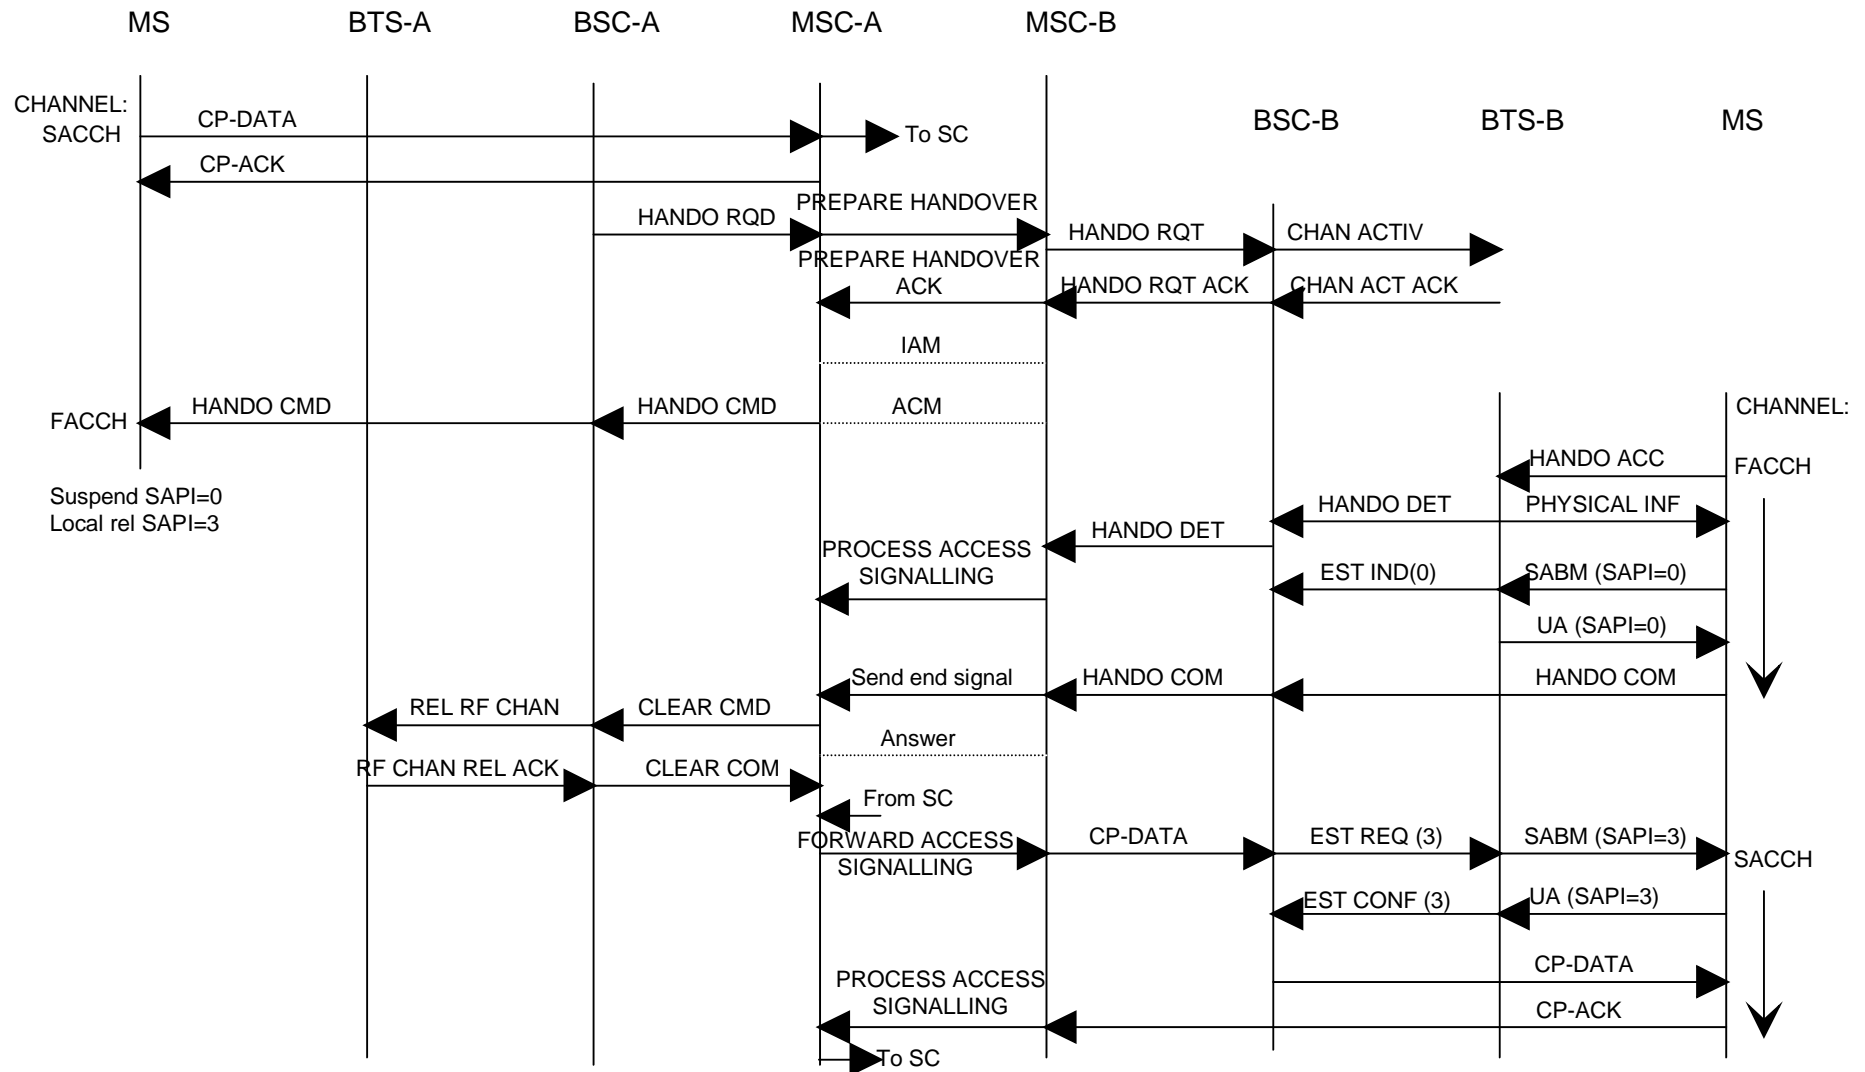 MS
BTS-A
BSC-A
MSC-A
MSC-B
CHANNEL:
SACCH
CP-DATA
To SC
BSC-B
BTS-B
MS
CP-ACK
HANDO RQD
PREPARE HANDOVER
HANDO RQT
CHAN ACTIV
PREPARE HANDOVER
ACK
HANDO RQT ACK
CHAN ACT ACK
IAM
FACCH
HANDO CMD
HANDO CMD
ACM
CHANNEL:
HANDO ACC
FACCH
Suspend SAPI=0
Local rel SAPI=3
HANDO DET
PHYSICAL INF
HANDO DET
PROCESS ACCESS
SIGNALLING
EST IND(0)
SABM (SAPI=0)
UA (SAPI=0)
Send end signal
HANDO COM
HANDO COM
REL RF CHAN
CLEAR CMD
Answer
RF CHAN REL ACK
CLEAR COM
From SC
FORWARD ACCESS
SIGNALLING
CP-DATA
EST REQ (3)
SABM (SAPI=3)
SACCH
EST CONF (3)
UA (SAPI=3)
CP-DATA
PROCESS ACCESS
SIGNALLING
CP-ACK
To SC